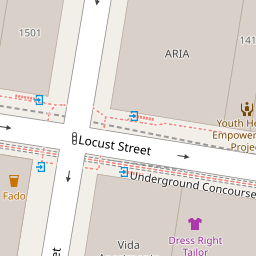 1501
ARIA
141
Youth He
Empower
Proje
Locust Street
Underground Concourse
Fado
Vida
Dress Right
Tailor